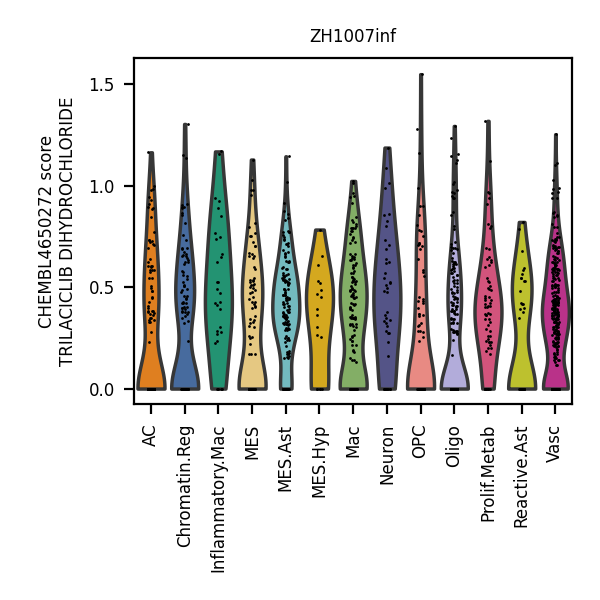 ZH1007inf
CHEMBL4650272 score
TRILACICLIB DIHYDROCHLORIDE
1.5
1.0
0.5
0.0
AC
Chromatin.Reg
Inflammatory.Mac
MES
MES.Ast
MES.Hyp
Mac
Neuron
OPC
Oligo
Prolif.Metab
Reactive.Ast
Vasc